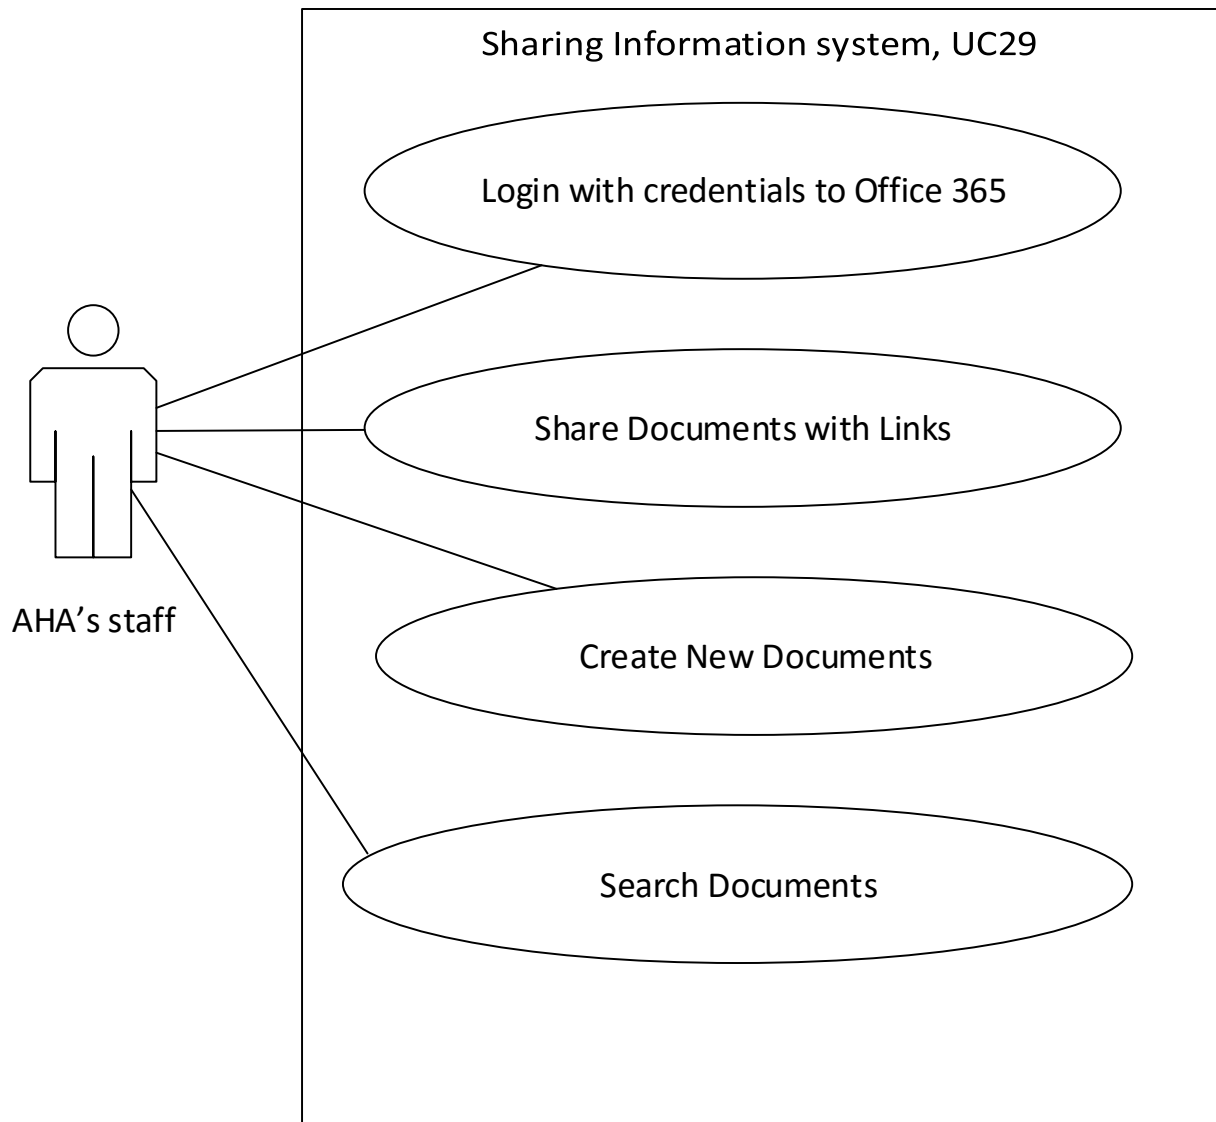 Sharing Information system, UC29
Login with credentials to Office 365
Share Documents with Links
AHA’s staff
Create New Documents
Search Documents